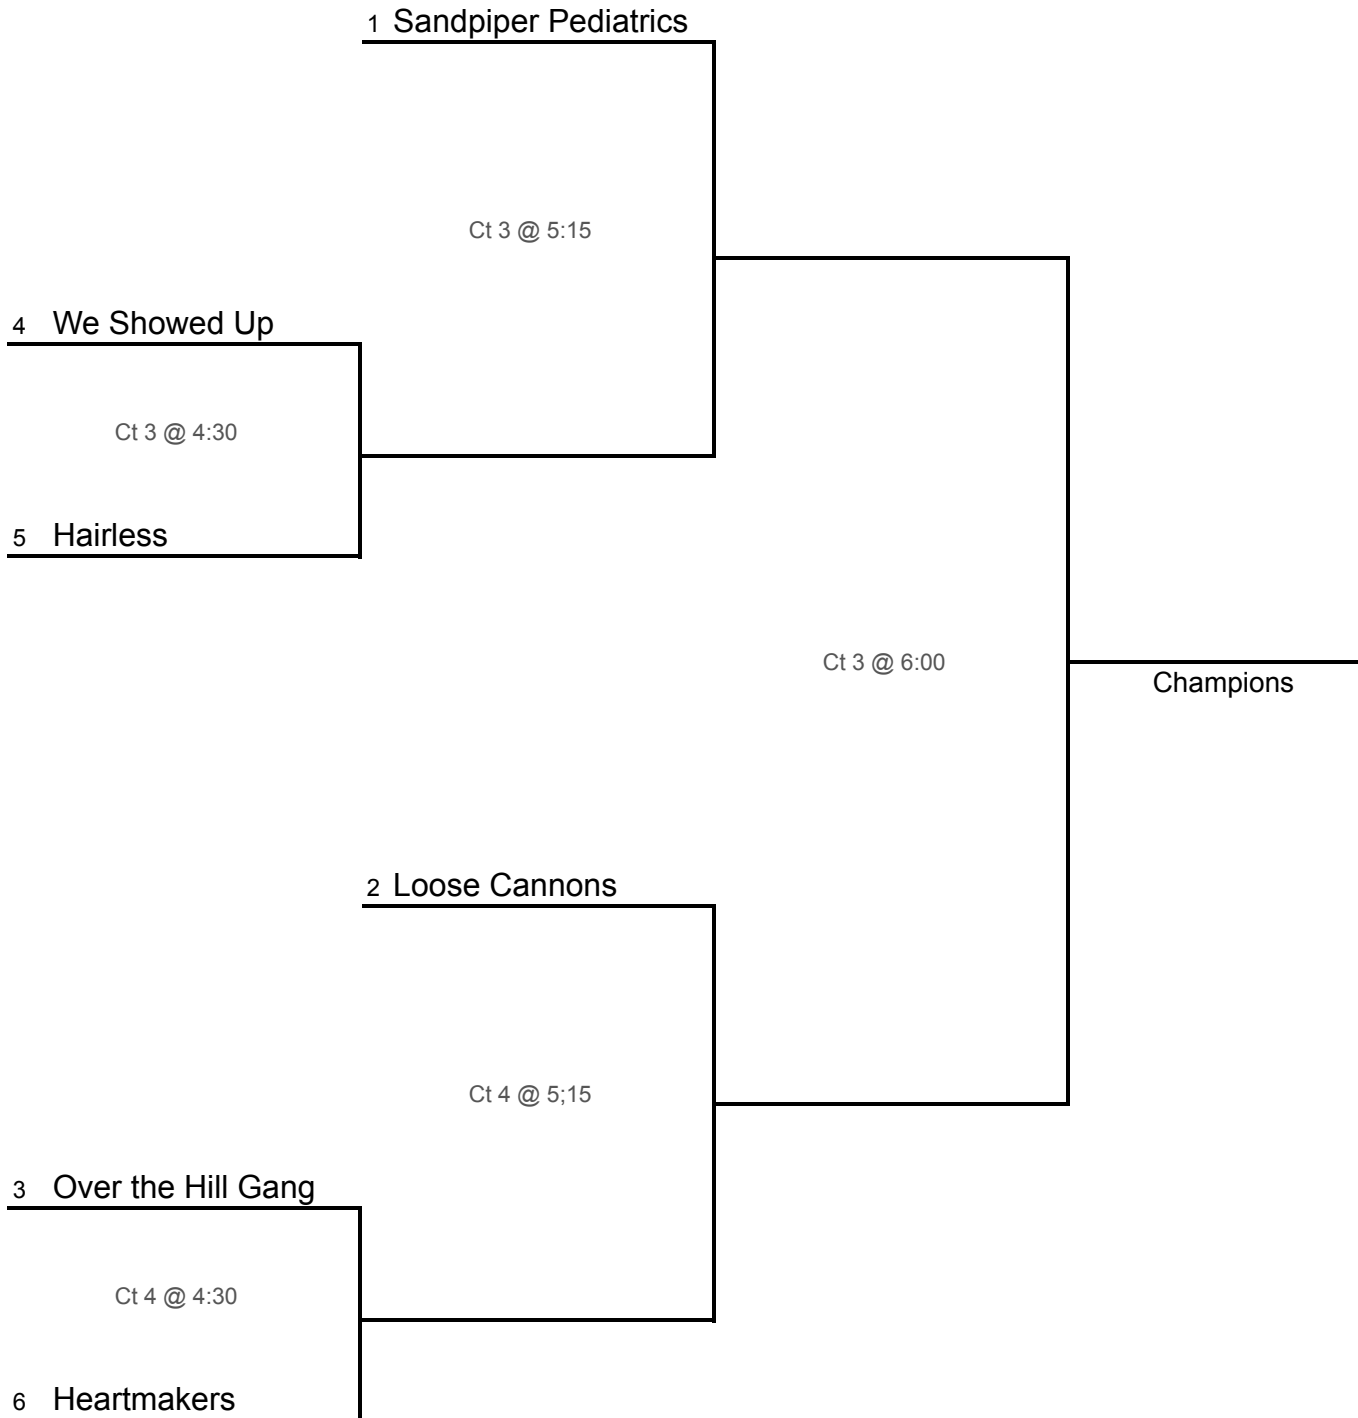 1 Sandpiper Pediatrics
Ct 3 @ 5:15
4 We Showed Up
Ct 3 @ 4:30
5 Hairless
Ct 3 @ 6:00
Champions
2 Loose Cannons
Ct 4 @ 5;15
3 Over the Hill Gang
Ct 4 @ 4:30
6 Heartmakers